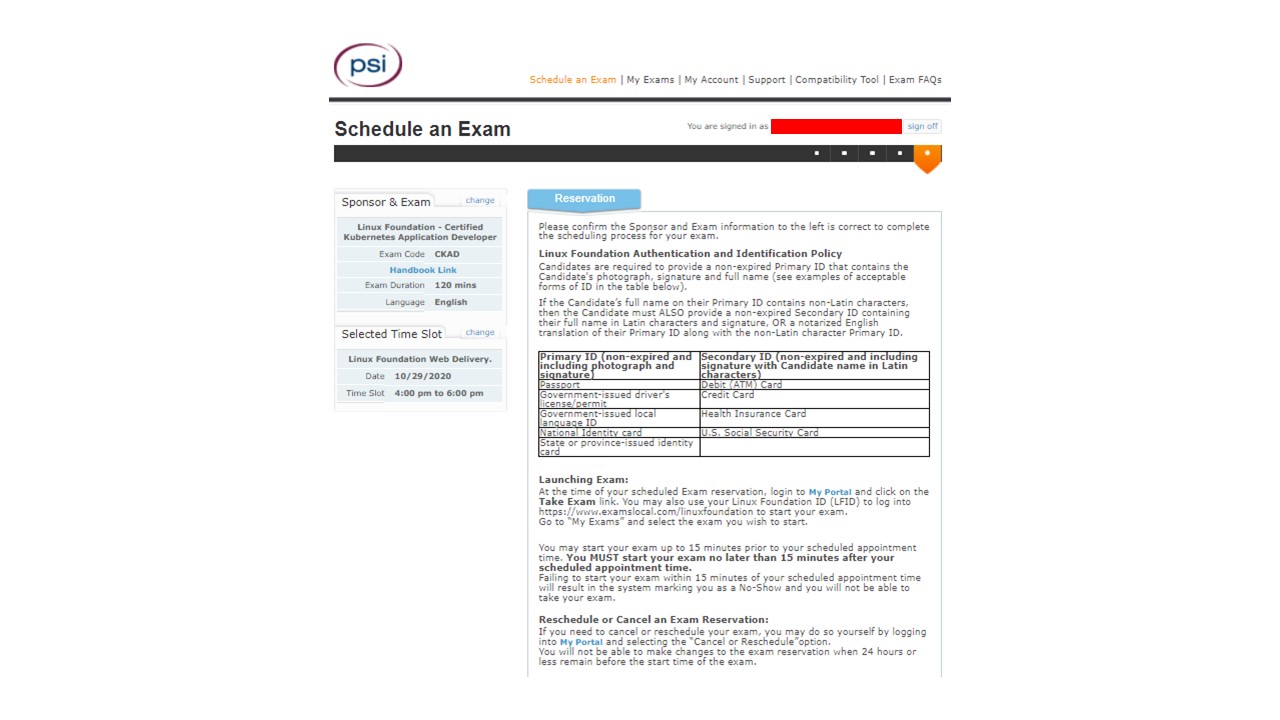 psi
Schedule an Exam | My Exams | My Account | Support | Compatibility Tool | Exam FAQs
Schedule an Exam
You are signed in as
sign off
Sponsor & Exam
change
Linux Foundation - Certified
Kubernetes Application Developer
Exam Code CKAD
Handbook Link
Exam Duration 120 mins
Language English
Selected Time Slot
change
Linux Foundation Web Delivery.
Date 10/29/2020
Time Slot 4:00 pm to 6:00 pm
Reservation
Please confirm the Sponsor and Exam information to the left is correct to complete
the scheduling process for your exam.
Linux Foundation Authentication and Identification Policy
Candidates are required to provide a non-expired Primary ID that contains the
Candidate's photograph, signature and full name (see examples of acceptable
forms of ID in the table below).
If the Candidate's full name on their Primary ID contains non-Latin characters,
then the Candidate must ALSO provide a non-expired Secondary ID containing
their full name in Latin characters and signature, OR a notarized English
translation of their Primary ID along with the non-Latin character Primary ID.
Primary ID (non-expired and
including photograph and
signature)
Secondary ID (non-expired and including
signature with Candidate name in Latin
characters)
Passport
Debit (ATM) Card
Government-issued driver's
license/permit
Credit Card
Government-issued local
language ID
Health Insurance Card
National Identity card
U.S. Social Security Card
State or province-issued identity
card
Launching Exam:
At the time of your scheduled Exam reservation, login to My Portal and click on the
Take Exam link. You may also use your Linux Foundation ID (LFID) to log into
https://www.examslocal.com/linuxfoundation to start your exam.
Go to "My Exams" and select the exam you wish to start.
You may start your exam up to 15 minutes prior to your scheduled appointment
time. You MUST start your exam no later than 15 minutes after your
scheduled appointment time.
Failing to start your exam within 15 minutes of your scheduled appointment time
will result in the system marking you as a No-Show and you will not be able to
take your exam.
Reschedule or Cancel an Exam Reservation:
If you need to cancel or reschedule your exam, you may do so yourself by logging
into My Portal and selecting the "Cancel or Reschedule"option.
You will not be able to make changes to the exam reservation when 24 hours or
less remain before the start time of the exam.